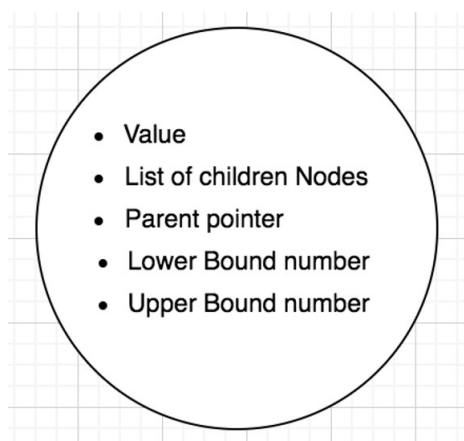 • Value
• List of children Nodes
• Parent pointer
• Lower Bound number
• Upper Bound number